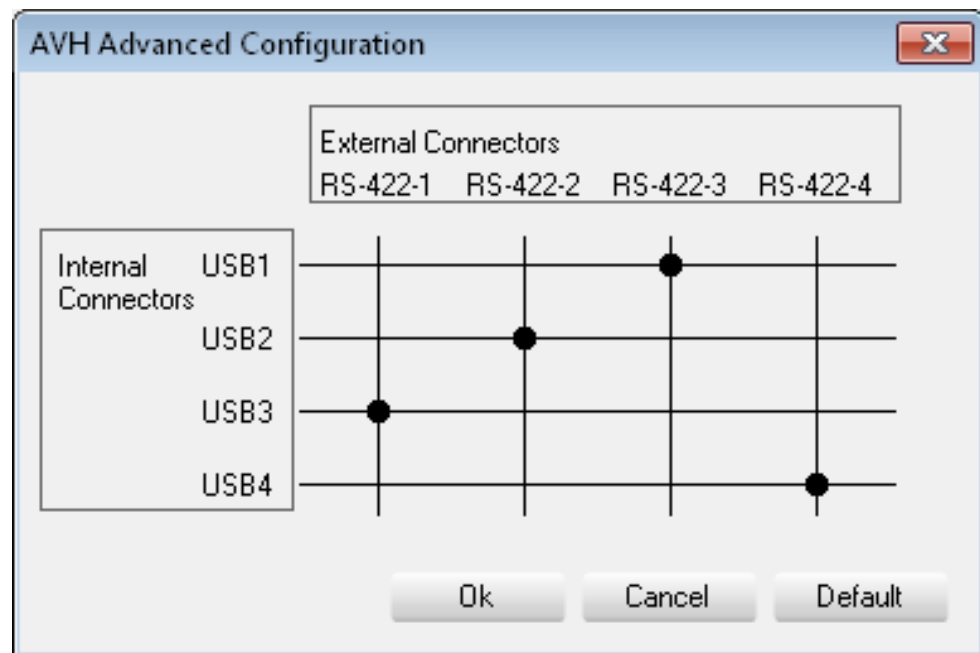 AVH Advanced Configuration
External Connectors
RS-422-1 RS-422-2 RS-422-3 RS-422-4
Internal USB1
Connectors
USB2
USB3
USB4
Ok Cancel Default